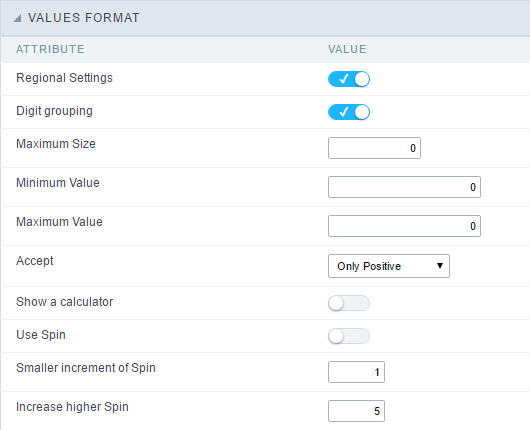 VALUES FORMAT
ATTRIBUTE VALUE
Regional Settings
Digit grouping
Maximum Size 0
Minimum Value 0
Maximum Value 0
Accept Only Positive
Show a calculator
Use Spin
Smaller increment of Spin 1
Increase higher Spin 5